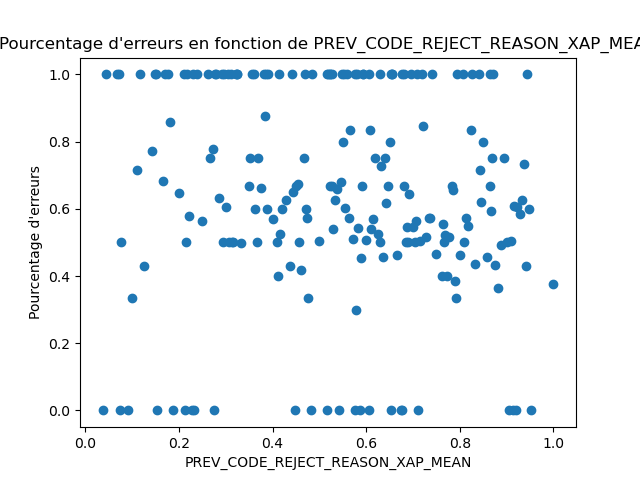 Pourcentage d'erreurs en fonction de PREV_CODE_REJECT_REASON_XAP_MEA
1.0
0.8
0.6
0.4
0.2
0.0
Pourcentage d'erreurs
0.0 0.2 0.4 0.6 0.8 1.0
PREV_CODE_REJECT_REASON_XAP_MEAN